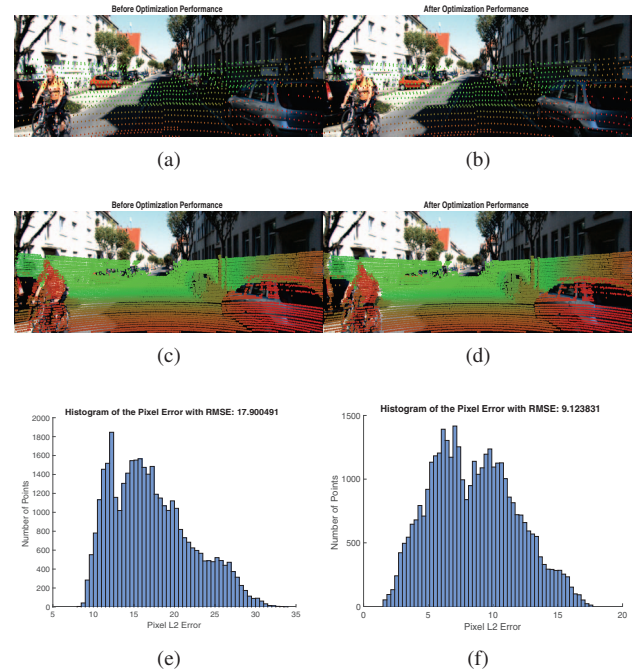 Before Optimization Performance
After Optimization Performance
(a)
(b)
Before Optimization Performance
After Optimization Performance
(c)
(d)
Histogram of the Pixel Error with RMSE: 17.900491
Number of Points
2000
1800
1600
1400
1200
1000
800
600
400
200
0
5
10
15
20
25
30
35
Pixel L2 Error
Histogram of the Pixel Error with RMSE: 9.123831
Number of Points
1500
1000
500
0
0
5
10
15
20
Pixel L2 Error
(e)
(f)